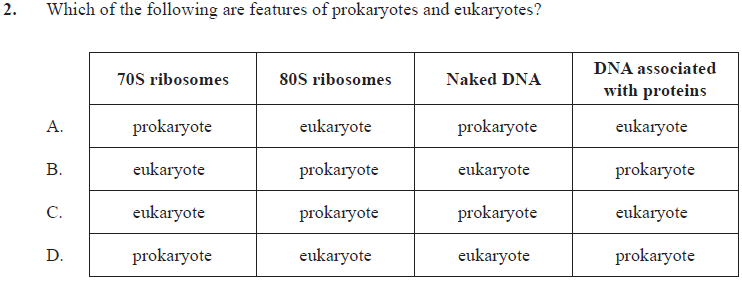 2. Which of the following are features of prokaryotes and eukaryotes?
70S ribosomes 80S ribosomes Naked DNA DNA associated with proteins
A. prokaryote eukaryote prokaryote eukaryote
B. eukaryote prokaryote eukaryote prokaryote
C. eukaryote prokaryote prokaryote eukaryote
D. prokaryote eukaryote eukaryote prokaryote